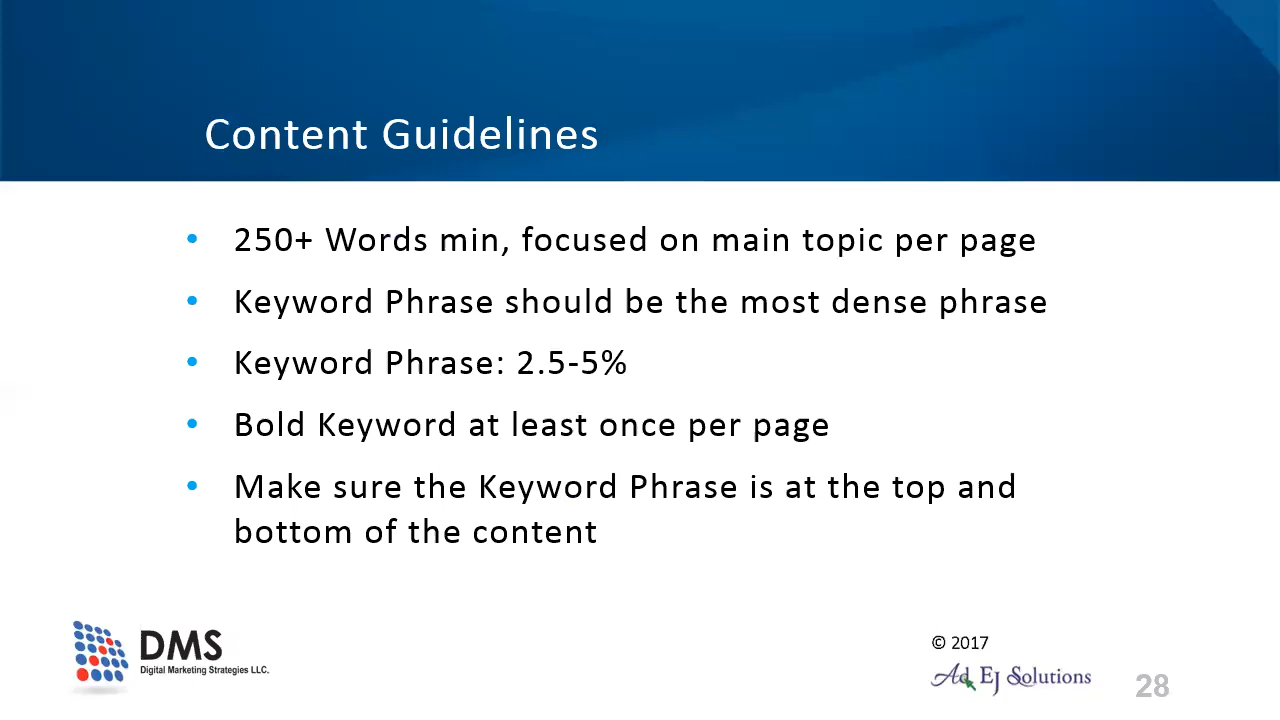 Content Guidelines
• 250+ Words min, focused on main topic per page
• Keyword Phrase should be the most dense phrase
• Keyword Phrase: 2.5-5%
• Bold Keyword at least once per page
• Make sure the Keyword Phrase is at the top and
bottom of the content
DMS
Digital Marketing Strategies LLC.
© 2017
Ad EJ Solutions
28